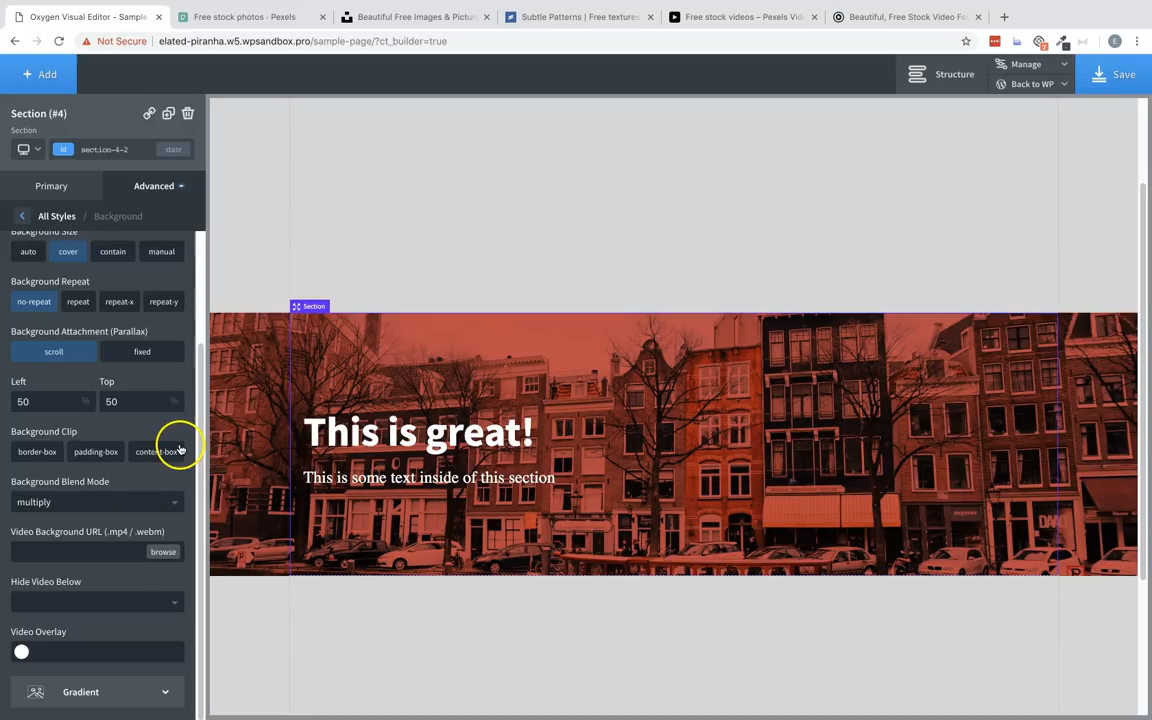 Oxygen Visual Editor - Sample
Free stock photos · Pexels
Beautiful Free Images & Pictur
Subtle Patterns | Free textures
Free stock videos – Pexels Vid
Beautiful, Free Stock Video Foo
Not Secure
elated-piranha.w5.wpsandbox.pro/sample-page/?ct_builder=true
E
+ Add
Structure
Manage
Back to WP
Save
Section (#4)
Section
id
section-4-2
state
Primary
Advanced
All Styles / Background
Background Size
auto
cover
contain
manual
Background Repeat
no-repeat
repeat
repeat-x
repeat-y
Background Attachment (Parallax)
scroll
fixed
Left
Top
50 %
50 %
Background Clip
border-box
padding-box
content-box
Background Blend Mode
multiply
Video Background URL (.mp4 / .webm)
browse
Hide Video Below
Video Overlay
Gradient
Section
This is great!
This is some text inside of this section